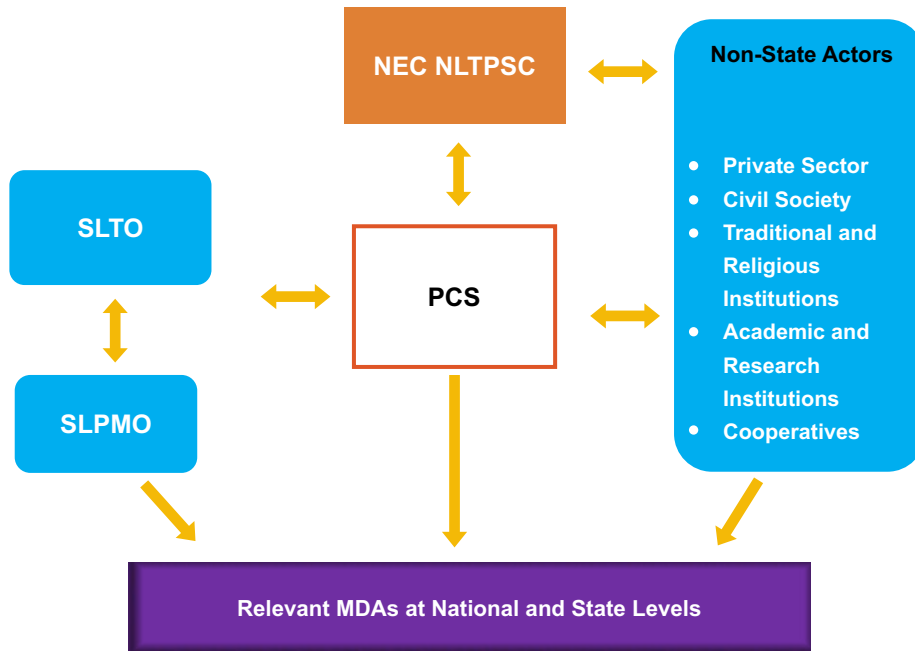 NEC NLTPSC
Non-State Actors
• Private Sector
• Civil Society
• Traditional and
Religious
Institutions
• Academic and
Research
Institutions
• Cooperatives
SLTO
PCS
SLPMO
Relevant MDAs at National and State Levels